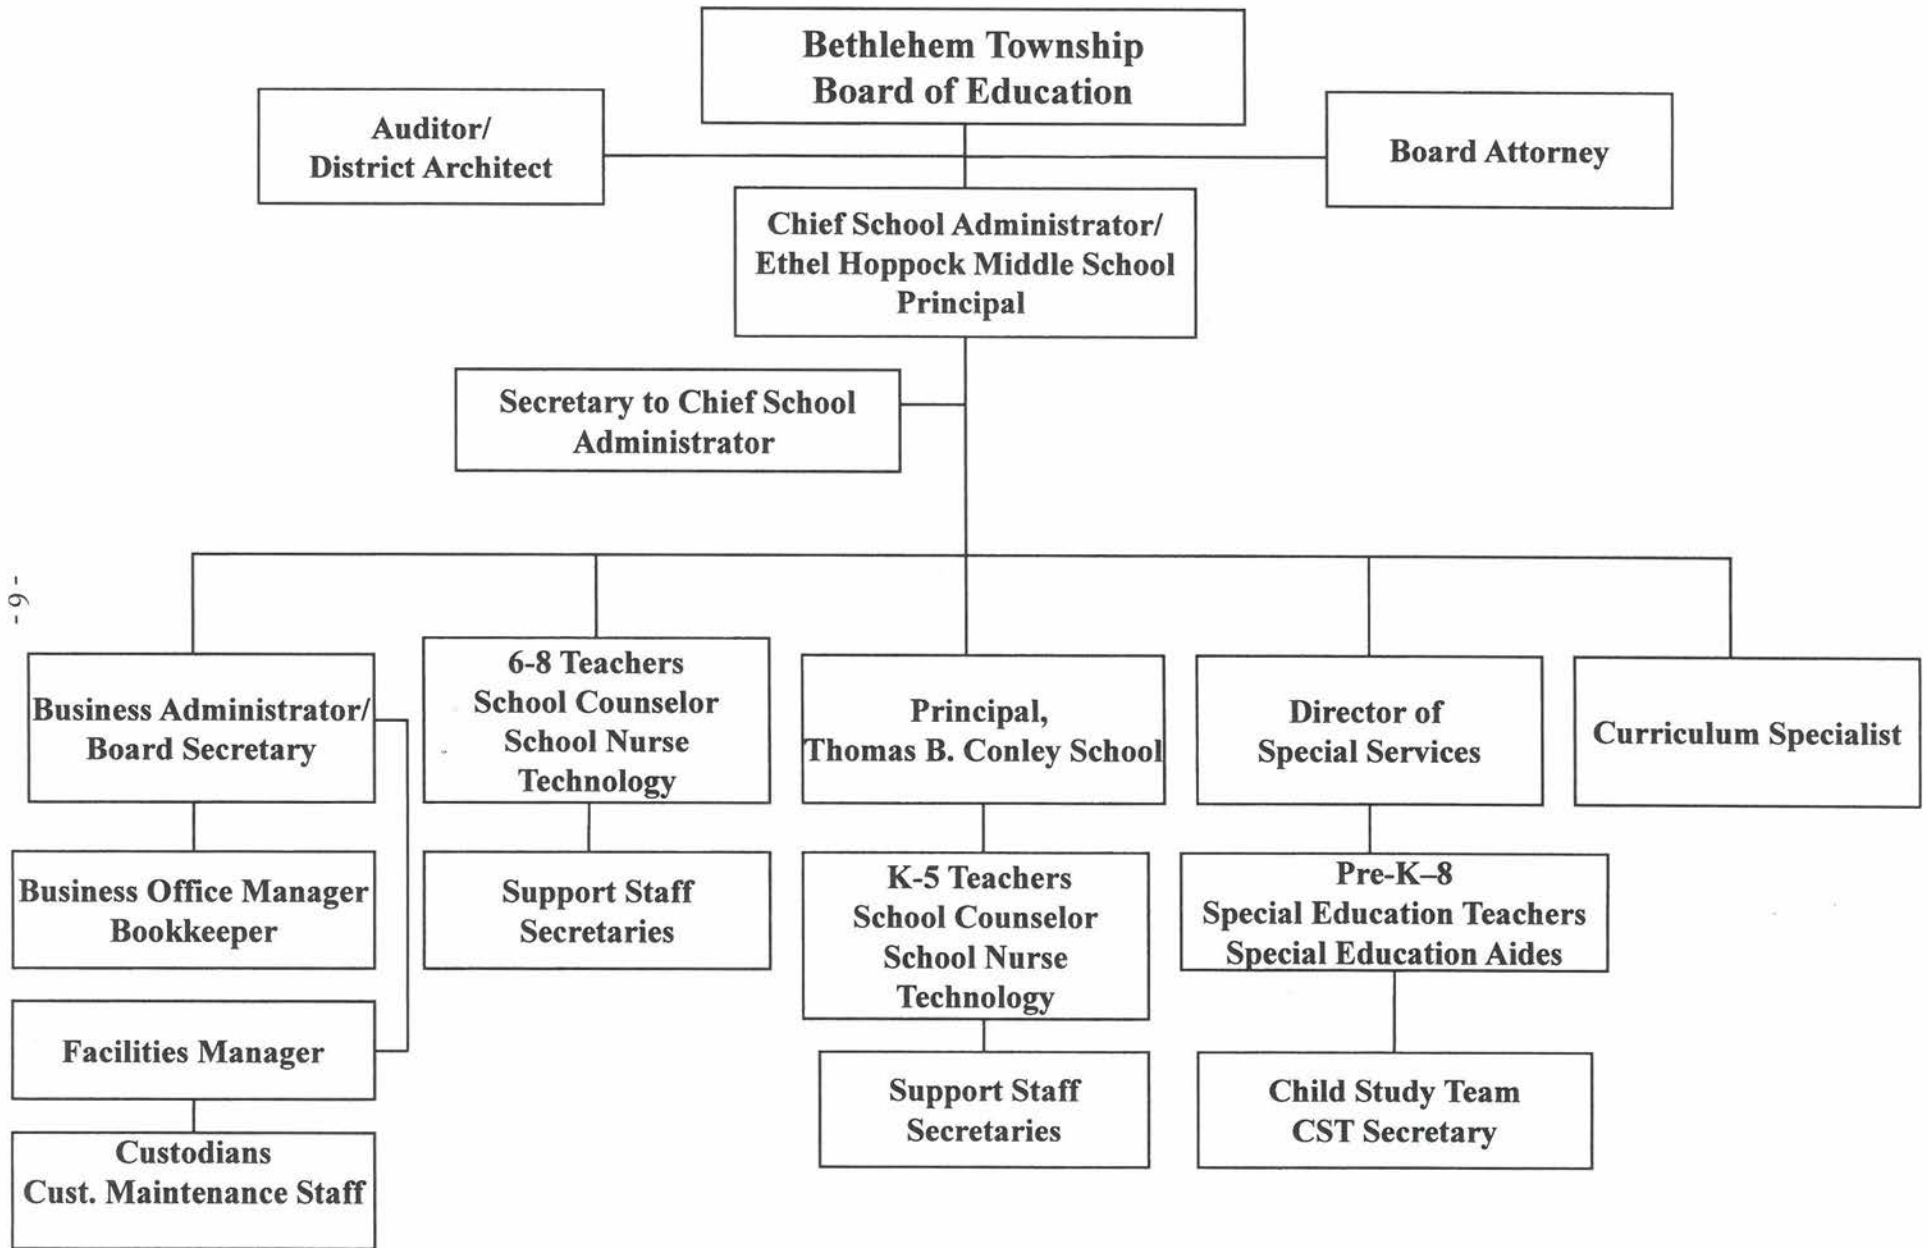 Bethlehem Township
Board of Education
Auditor/
District Architect
Board Attorney
Chief School Administrator/
Ethel Hoppock Middle School
Principal
Secretary to Chief School
Administrator
Business Administrator/
Board Secretary
6-8 Teachers
School Counselor
School Nurse
Technology
Principal,
Thomas B. Conley School
Director of
Special Services
Curriculum Specialist
Business Office Manager
Bookkeeper
Support Staff
Secretaries
K-5 Teachers
School Counselor
School Nurse
Technology
Pre-K–8
Special Education Teachers
Special Education Aides
Facilities Manager
Support Staff
Secretaries
Child Study Team
CST Secretary
Custodians
Cust. Maintenance Staff
-6-